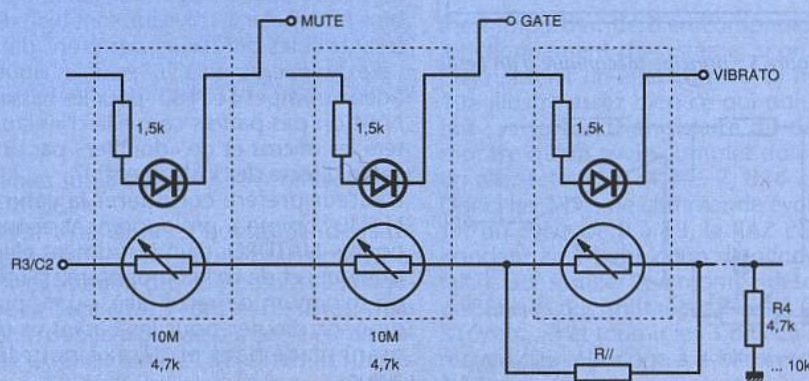 MUTE
GATE
VIBRATO
1,5k
1,5k
1,5k
R3/C2
10M
4,7k
10M
4,7k
R//
R4
4,7k
... 10k